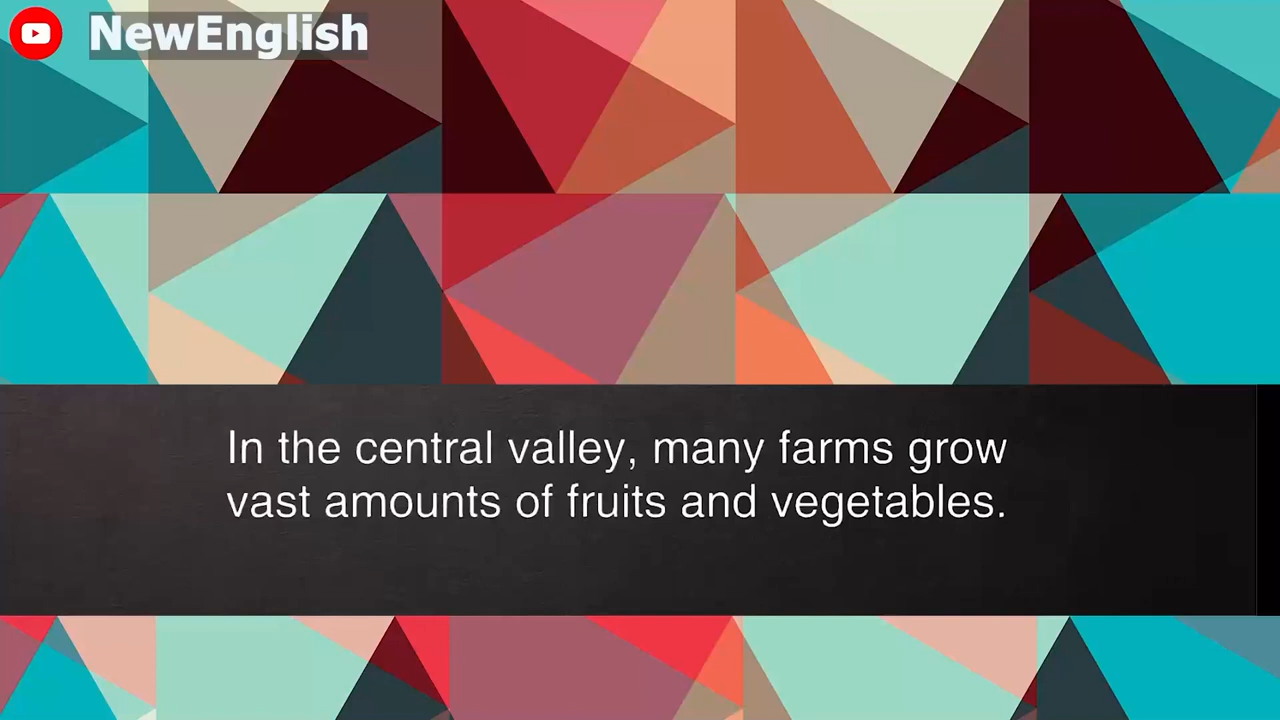 NewEnglish
In the central valley, many farms grow
vast amounts of fruits and vegetables.